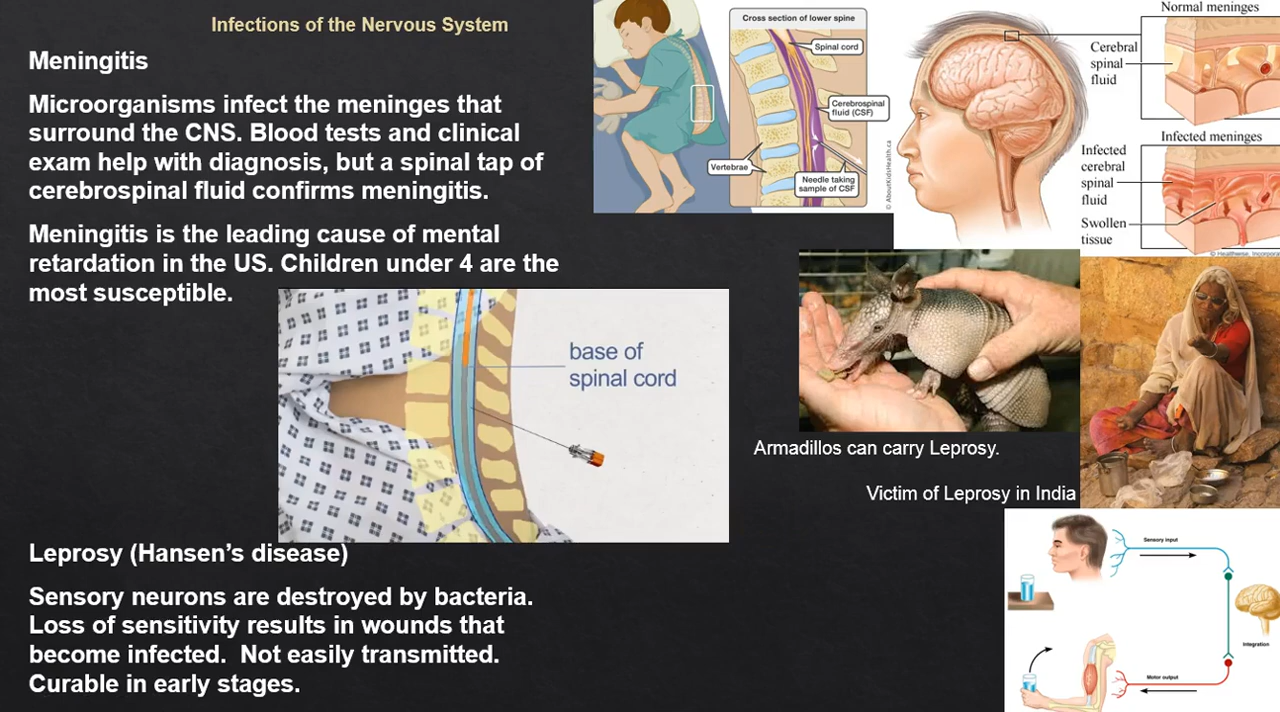 Infections of the Nervous System
Meningitis
Microorganisms infect the meninges that
surround the CNS. Blood tests and clinical
exam help with diagnosis, but a spinal tap of
cerebrospinal fluid confirms meningitis.
Meningitis is the leading cause of mental
retardation in the US. Children under 4 are the
most susceptible.
Cross section of lower spine
Spinal cord
Cerebrospinal
fluid (CSF)
Vertebrae
Needle taking
sample of CSF
© AboutKidsHealth.ca
Normal meninges
Cerebral
spinal
fluid
Infected meninges
Infected
cerebral
spinal
fluid
Swollen
tissue
© Healthwise, Incorpora
base of
spinal cord
Armadillos can carry Leprosy.
Victim of Leprosy in India
Leprosy (Hansen’s disease)
Sensory neurons are destroyed by bacteria.
Loss of sensitivity results in wounds that
become infected.  Not easily transmitted.
Curable in early stages.
Sensory input
Integration
Motor output